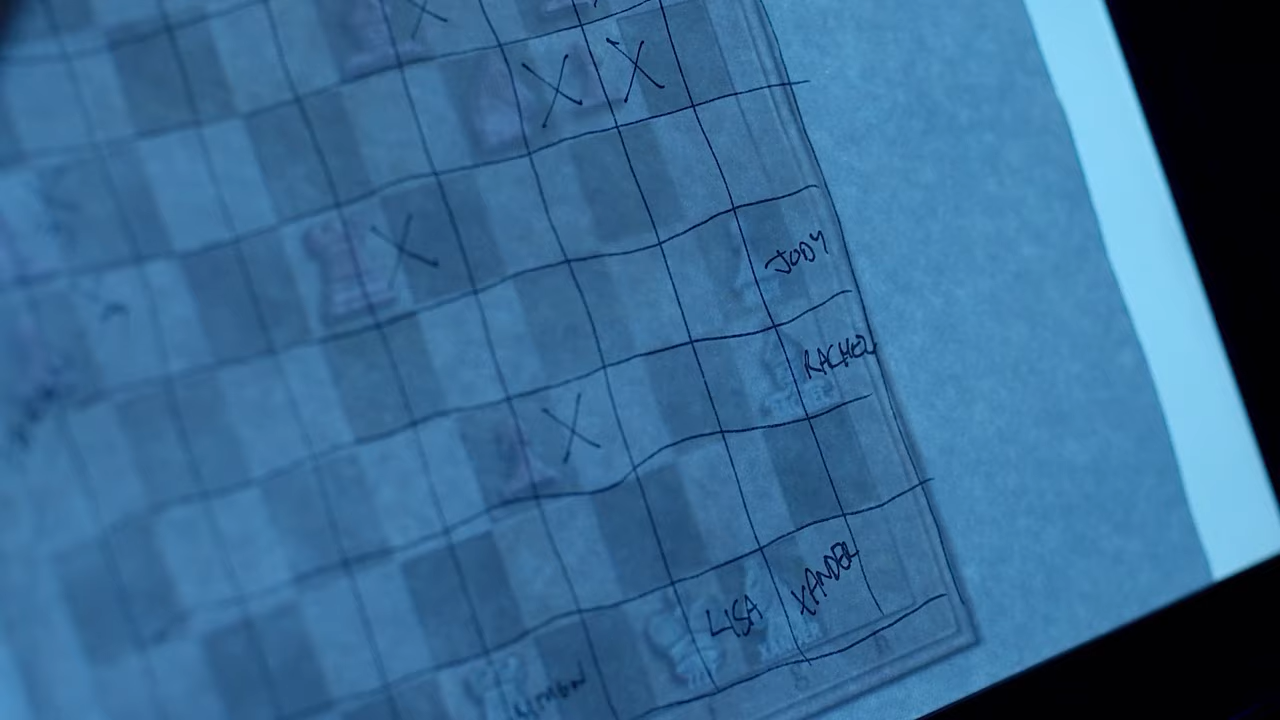 X
X X
X
JODY
RACHEL
X
XANDER
LISA